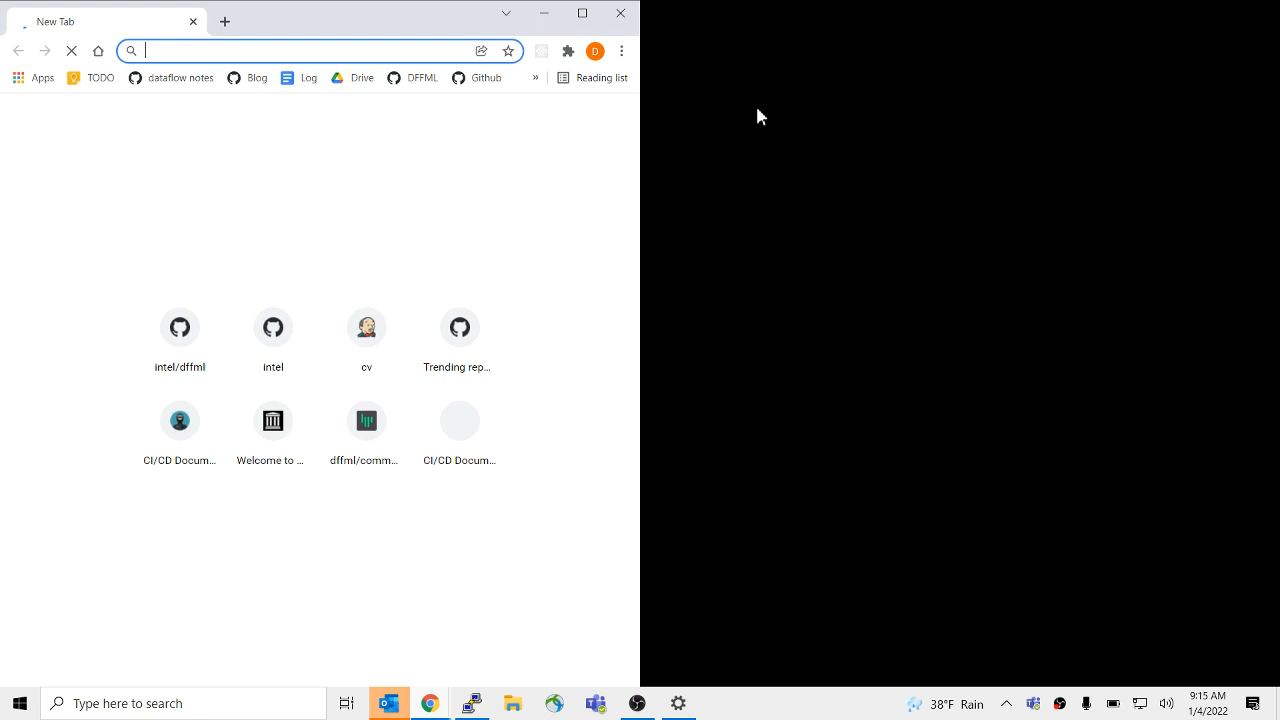 New Tab
Apps TODO dataflow notes Blog Log Drive DFFML Github » Reading list
D
intel/dffml intel cv Trending rep...
CI/CD Docum... Welcome to ... dffml/comm... CI/CD Docum...
Type here to search
38°F Rain
9:15 AM
1/4/2022